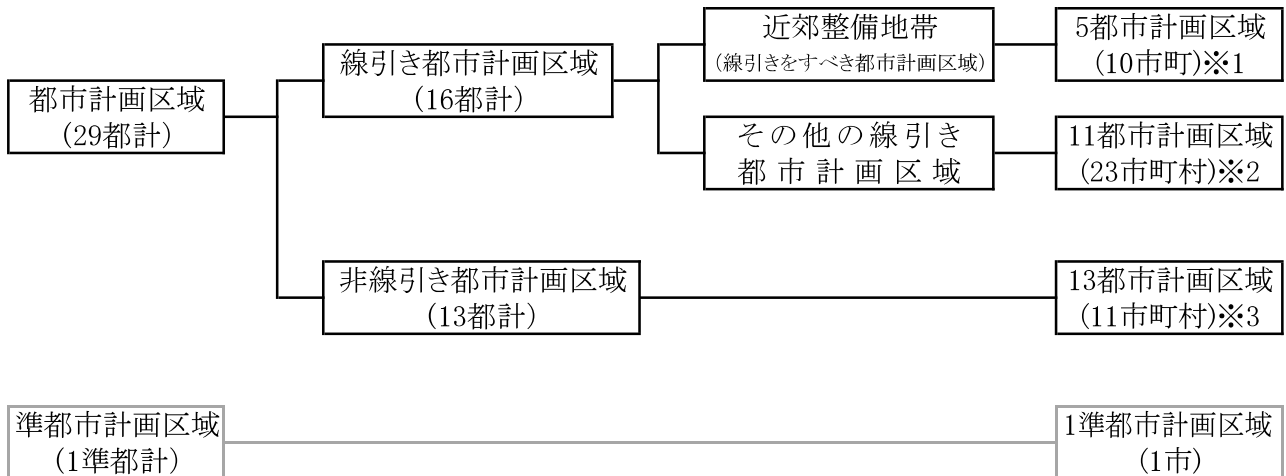 都市計画区域
(29都計)
線引き都市計画区域
(16都計)
近郊整備地帯
(線引きをすべき都市計画区域)
5都市計画区域
(10市町)※1
その他の線引き
都市計画区域
11都市計画区域
(23市町村)※2
非線引き都市計画区域
(13都計)
13都市計画区域
(11市町村)※3
準都市計画区域
(1準都計)
1準都市計画区域
(1市)